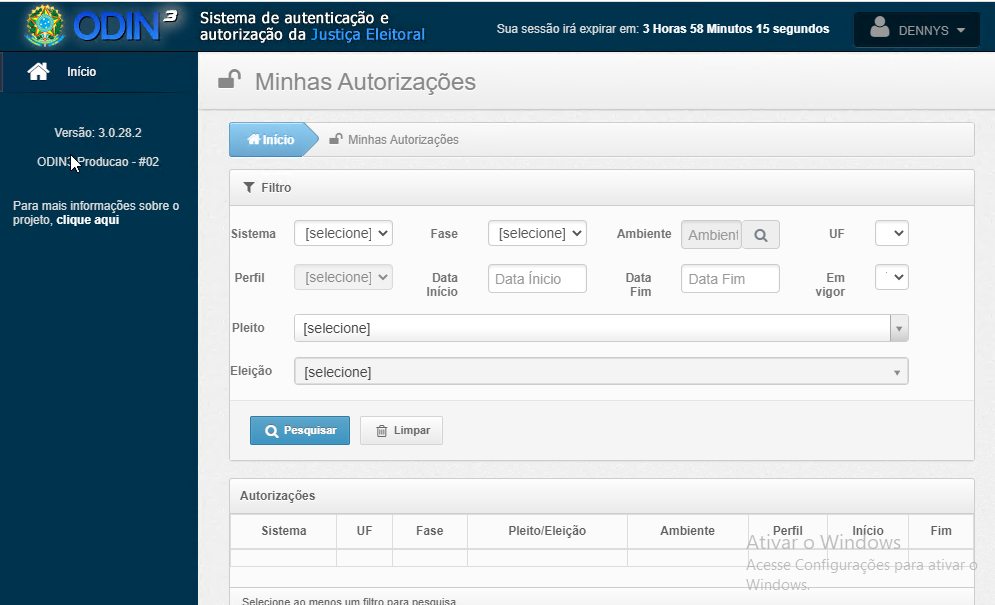 ODIN3
Sistema de autenticação e
autorização da Justiça Eleitoral
Sua sessão irá expirar em: 3 Horas 58 Minutos 15 segundos
DENNYS
Início
Versão: 3.0.28.2
ODIN3 Producao - #02
Para mais informações sobre o
projeto, clique aqui
Minhas Autorizações
Início Minhas Autorizações
Filtro
Sistema [selecione] Fase [selecione] Ambiente Ambient UF
Perfil [selecione] Data Início Data Ínicio Data Fim Data Fim Em vigor
Pleito [selecione]
Eleição [selecione]
Pesquisar Limpar
Autorizações
Sistema UF Fase Pleito/Eleição Ambiente Perfil Início Fim
Ativar o Windows
Acesse Configurações para ativar o
Windows.
Selecione ao menos um filtro para pesquisa